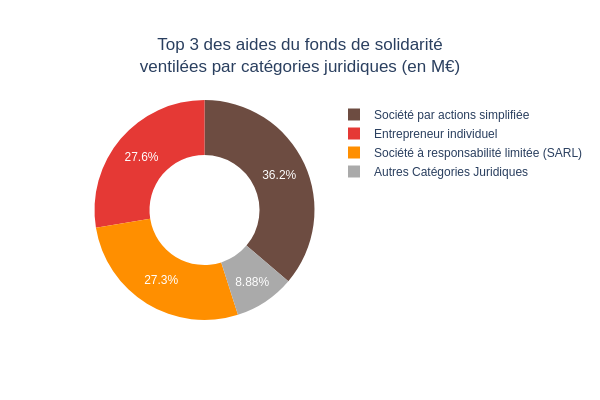 Top 3 des aides du fonds de solidarité
ventilées par catégories juridiques (en M€)
Société par actions simplifiée
Entrepreneur individuel
Société à responsabilité limitée (SARL)
Autres Catégories Juridiques
27.6%
36.2%
27.3%
8.88%